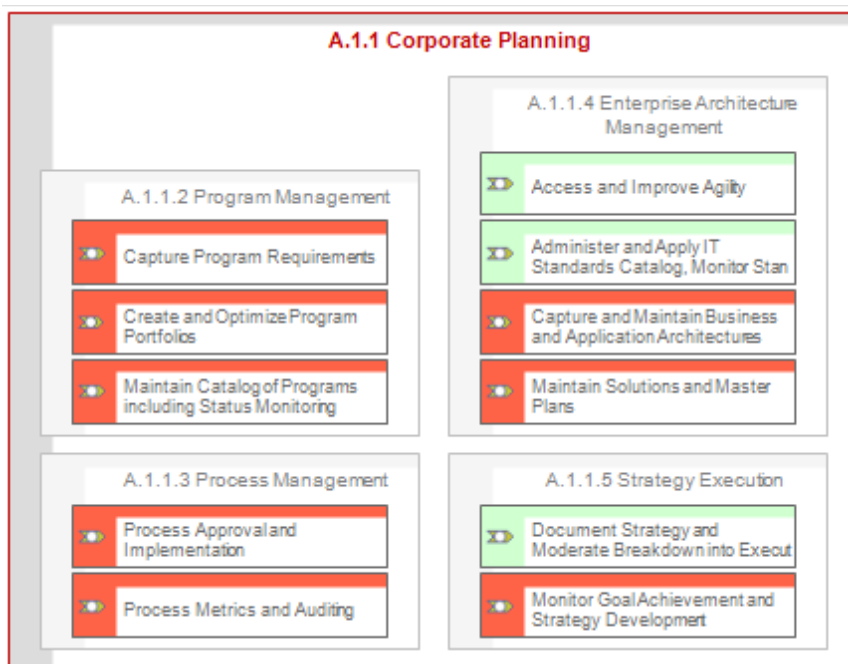 A.1.1 Corporate Planning
A.1.1.2 Program Management
Capture Program Requirements
Create and Optimize Program
Portfolios
Maintain Catalog of Programs
including Status Monitoring
A.1.1.4 Enterprise Architecture
Management
Access and Improve Agility
Administer and Apply IT
Standards Catalog, Monitor Stan
Capture and Maintain Business
and Application Architectures
Maintain Solutions and Master
Plans
A.1.1.3 Process Management
Process Approval and
Implementation
Process Metrics and Auditing
A.1.1.5 Strategy Execution
Document Strategy and
Moderate Breakdown into Execut
Monitor Goal Achievement and
Strategy Development